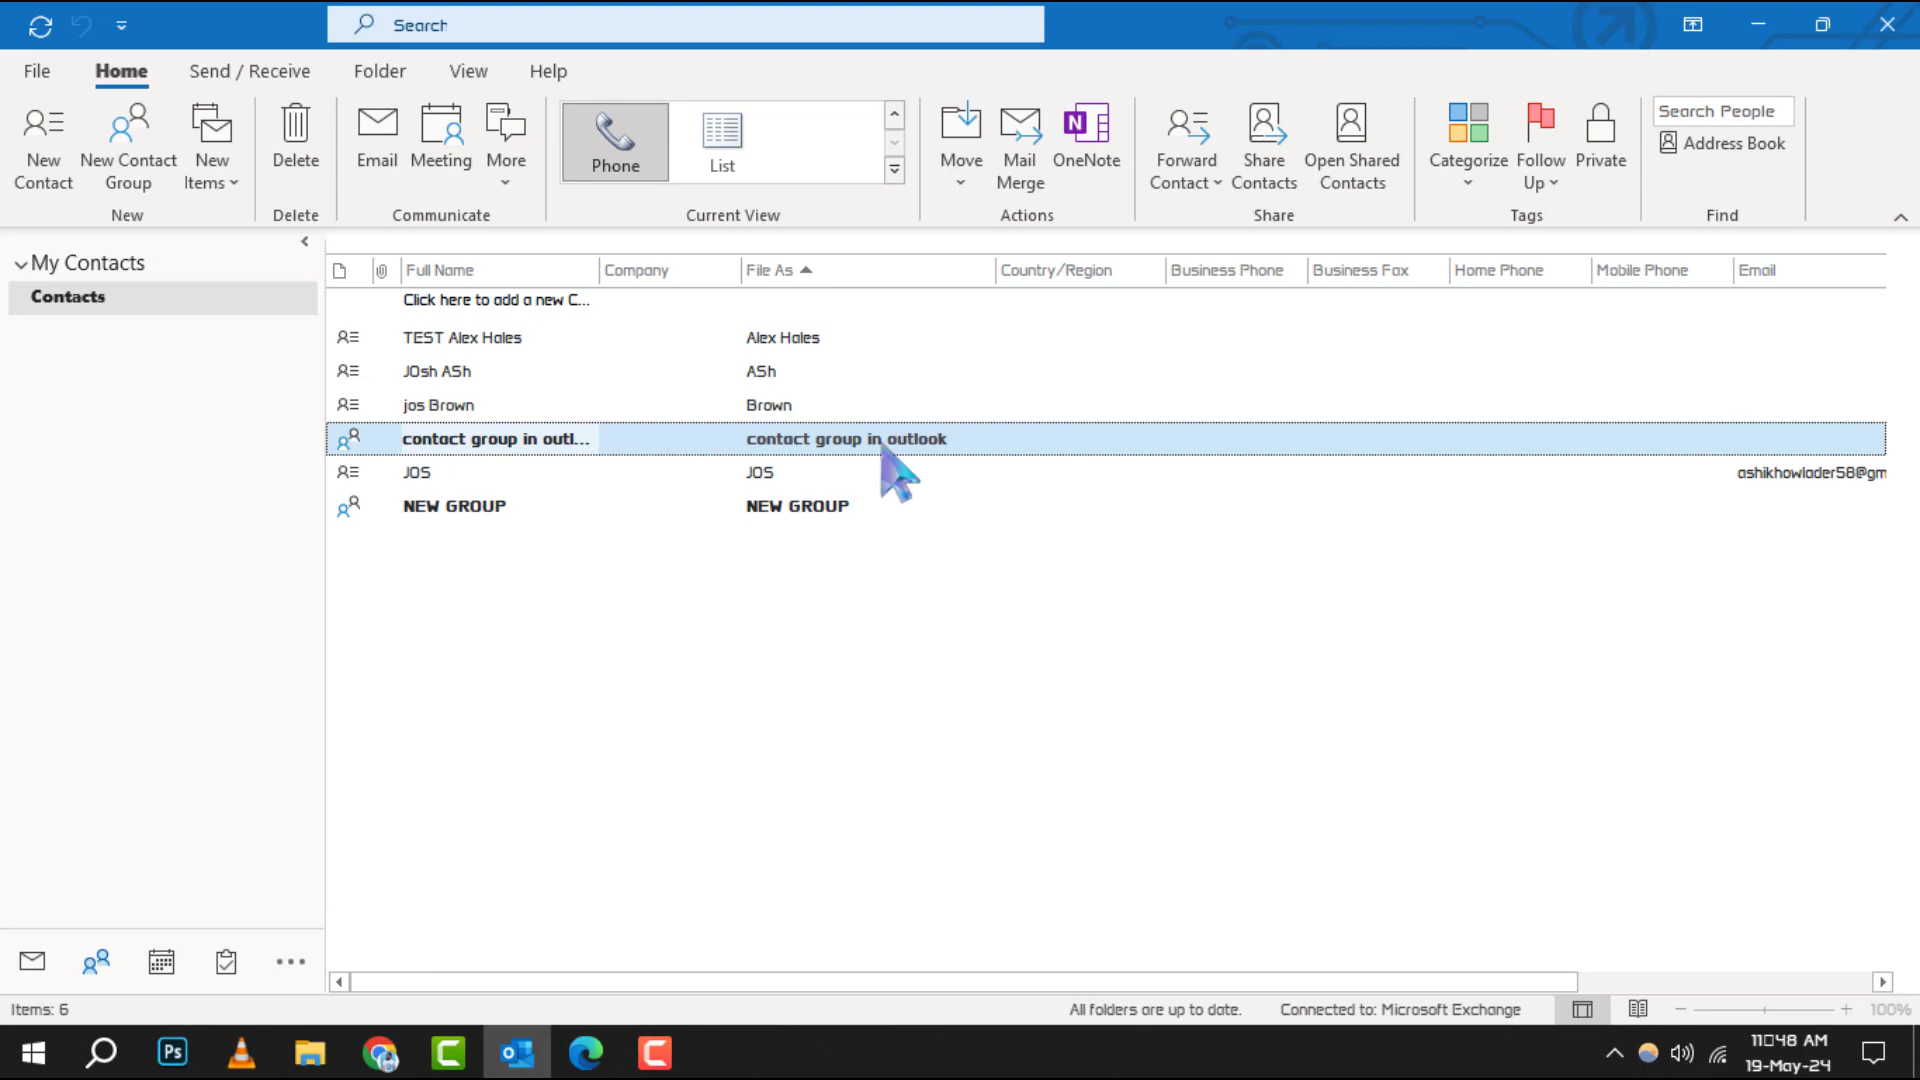 Search
File Home Send / Receive Folder View Help
New Contact
New Contact Group
New Items
Delete
Email
Meeting
More
Phone
List
Move
Mail Merge
OneNote
Forward Contact
Share Contacts
Open Shared Contacts
Categorize
Follow Up
Private
Search People
Address Book
New Delete Communicate Current View Actions Share Tags Find
My Contacts
Contacts
Full Name Company File As Country/Region Business Phone Business Fax Home Phone Mobile Phone Email
Click here to add a new C...
TEST Alex Hales Alex Hales
JOsh ASh ASh
jos Brown Brown
contact group in outl... contact group in outlook
JOS JOS ashikhowlader58@gm
NEW GROUP NEW GROUP
Items: 6 All folders are up to date. Connected to: Microsoft Exchange 100%
Ps
11□48 AM
19-May-24